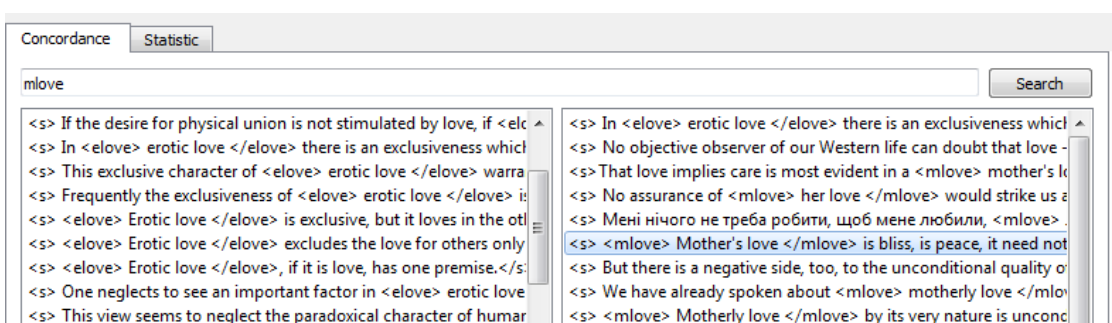 Concordance Statistic
mlove Search
<s> If the desire for physical union is not stimulated by love, if
<s> In <elove> erotic love </elove> there is an exclusiveness which
<s> This exclusive character of <elove> erotic love </elove>
<s> Frequently the exclusiveness of <elove> erotic love </elove>
<s> <elove> Erotic love </elove> is exclusive, but it loves in the
<s> <elove> Erotic love </elove> excludes the love for others only
<s> <elove> Erotic love </elove>, if it is love, has one premise.</s
<s> One neglects to see an important factor in <elove> erotic love
<s> This view seems to neglect the paradoxical character of human
<s> In <elove> erotic love </elove> there is an exclusiveness which
<s> No objective observer of our Western life can doubt that love -
<s>That love implies care is most evident in a <mlove> mother's
<s> No assurance of <mlove> her love </mlove> would strike us a
<s> Мені нічого не треба робити, щоб мене любили, <mlove>
<s> <mlove> Mother's love </mlove> is bliss, is peace, it need not
<s> But there is a negative side, too, to the unconditional quality
<s> We have already spoken about <mlove> motherly love
<s> <mlove> Motherly love </mlove> by its very nature is